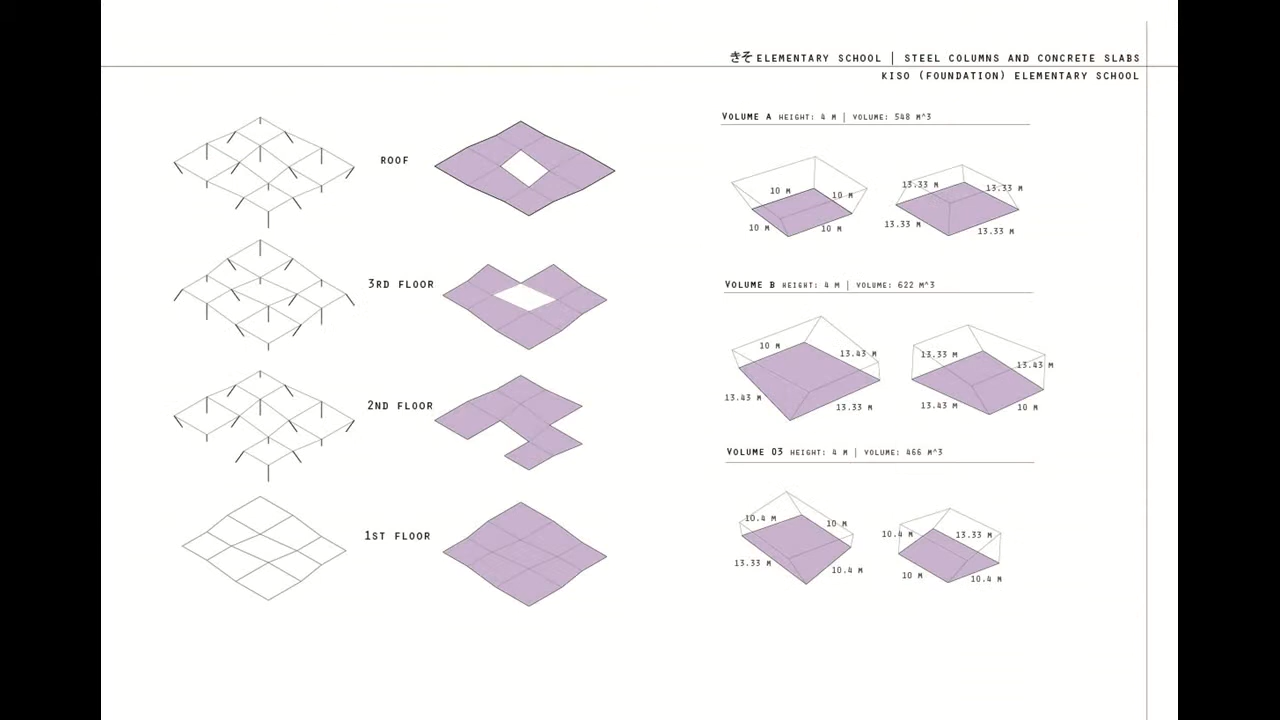 きそ ELEMENTARY SCHOOL | STEEL COLUMNS AND CONCRETE SLABS
KISO (FOUNDATION) ELEMENTARY SCHOOL
ROOF
3RD FLOOR
2ND FLOOR
1ST FLOOR
VOLUME A HEIGHT: 4 M | VOLUME: 548 M^3
10 M
10 M
10 M
10 M
13.33 M
13.33 M
13.33 M
13.33 M
VOLUME B HEIGHT: 4 M | VOLUME: 622 M^3
10 M
13.43 M
13.43 M
13.33 M
13.33 M
13.43 M
13.43 M
10 M
VOLUME 03 HEIGHT: 4 M | VOLUME: 466 M^3
10.4 M
10 M
13.33 M
10.4 M
10.4 M
13.33 M
10 M
10.4 M